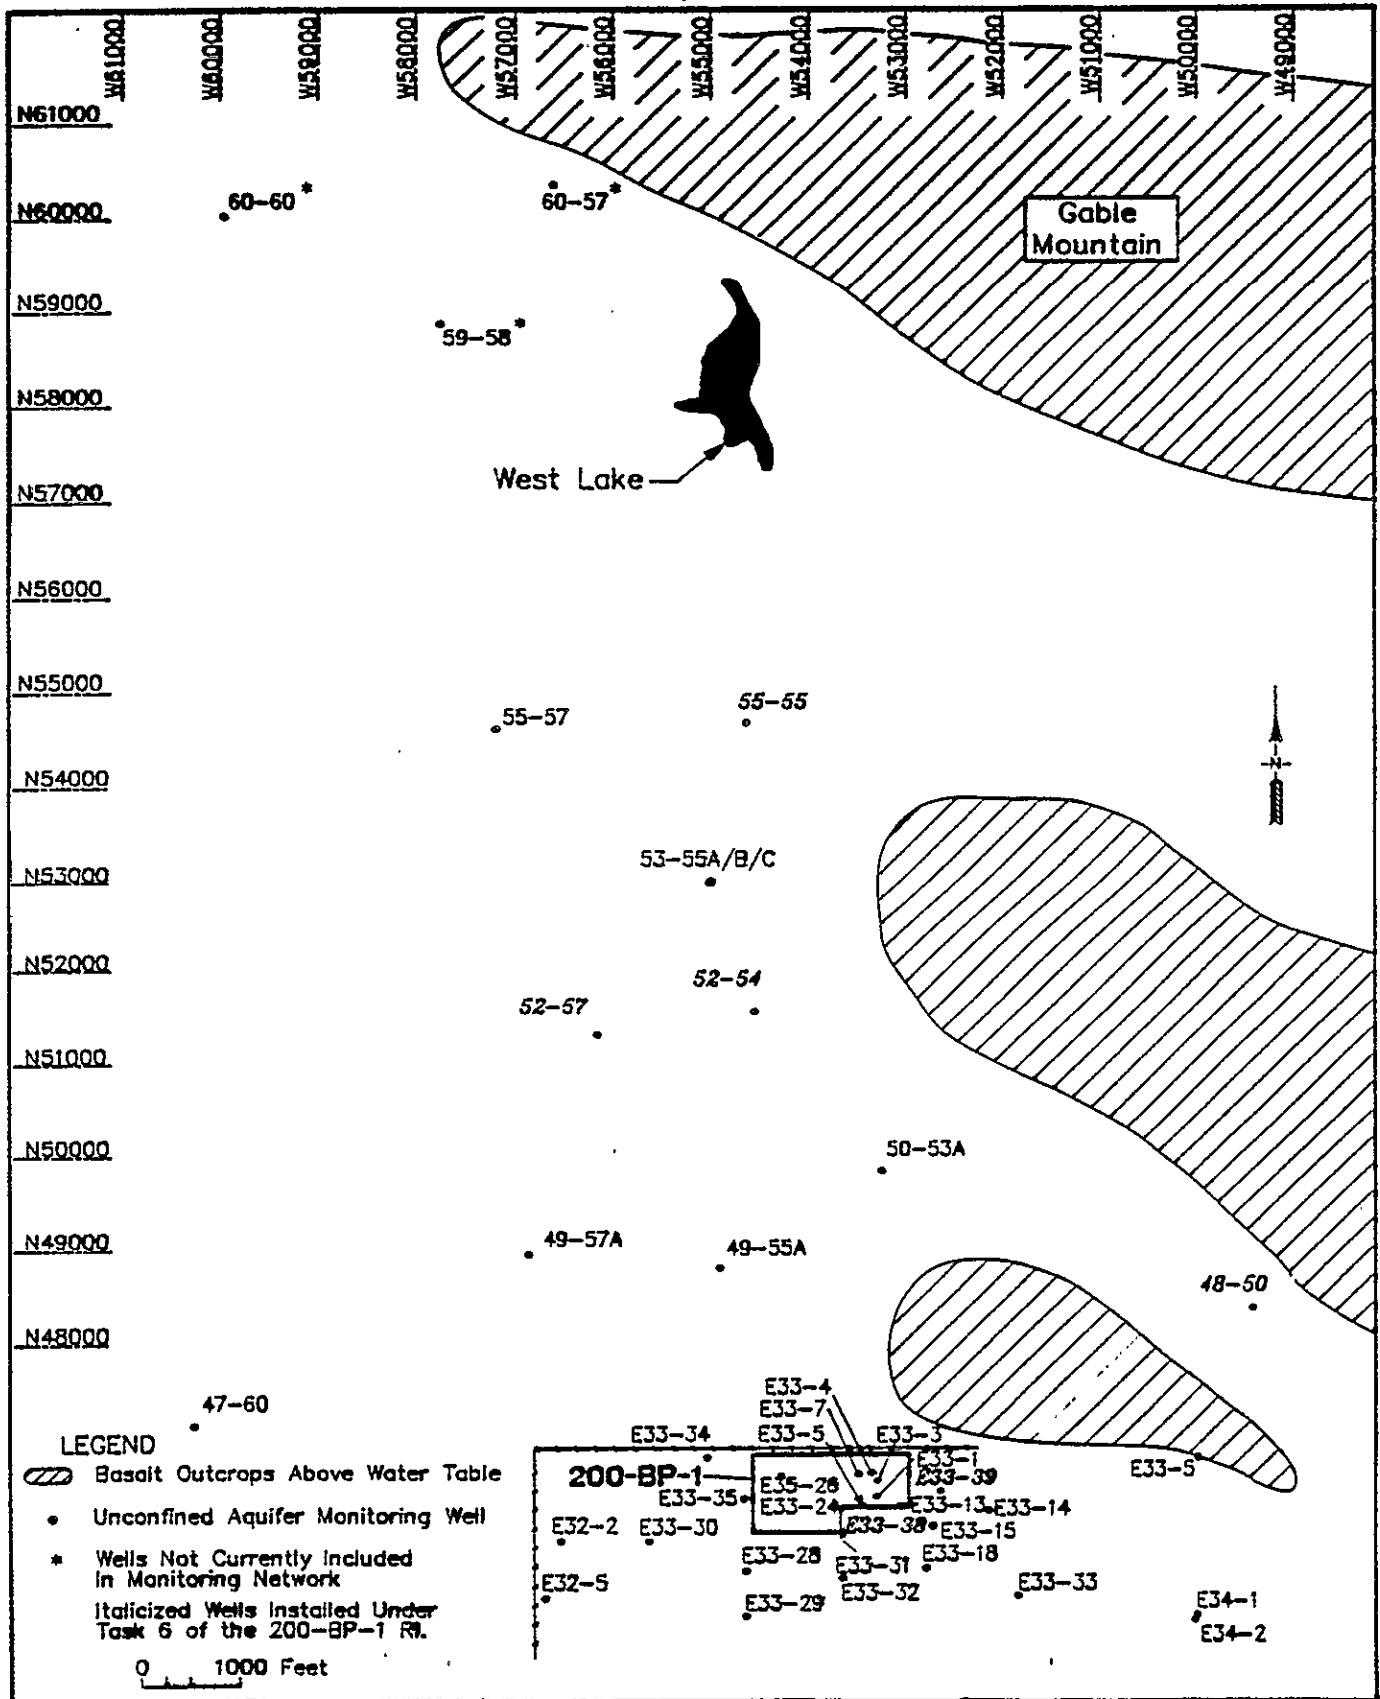 W61000
W60000
W59000
W58000
W57000
W56000
W55000
W54000
W53000
W52000
W51000
W50000
W49000
N61000
60-60 *
60-57 *
N60000
Gable
Mountain
N59000
59-58 *
N58000
West Lake
N57000
N56000
N55000
55-57
55-55
N54000
-N-
53-55A/B/C
N53000
N52000
52-54
52-57
N51000
N50000
50-53A
N49000
49-57A
49-55A
48-50
N48000
47-60
E33-4
E33-7
E33-34
E33-5
E33-3
E33-1
200-BP-1
E35-26
E33-39
E33-5
E33-35
E33-24
E33-13
E33-14
E32-2
E33-30
E33-38
E33-15
E33-28
E33-31
E33-18
E32-5
E33-32
E33-33
E33-29
E34-1
E34-2
LEGEND
Basalt Outcrops Above Water Table
• Unconfined Aquifer Monitoring Well
* Wells Not Currently Included
in Monitoring Network
Italicized Wells Installed Under
Task 6 of the 200-BP-1 RI.
0 1000 Feet